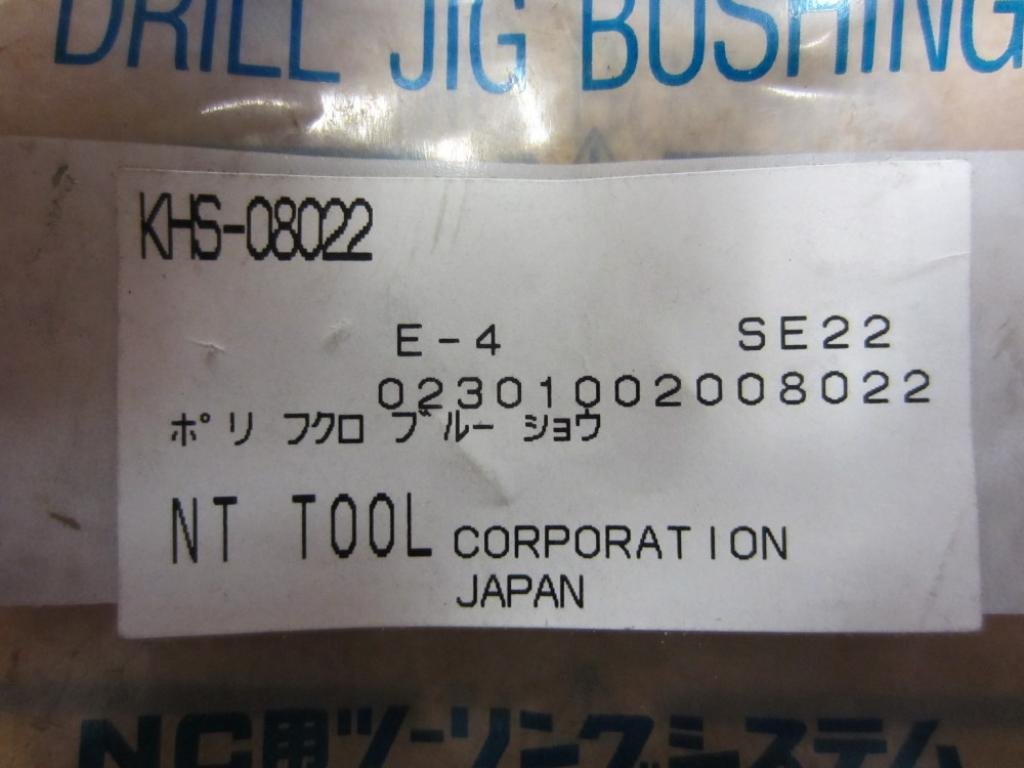 DRILL JIG BUSHING
KHS-08022
E-4 SE22
02301002008022
ポリ フクロ ブルー ショウ
NT TOOL CORPORATION
JAPAN
NC用ツーリングシステム